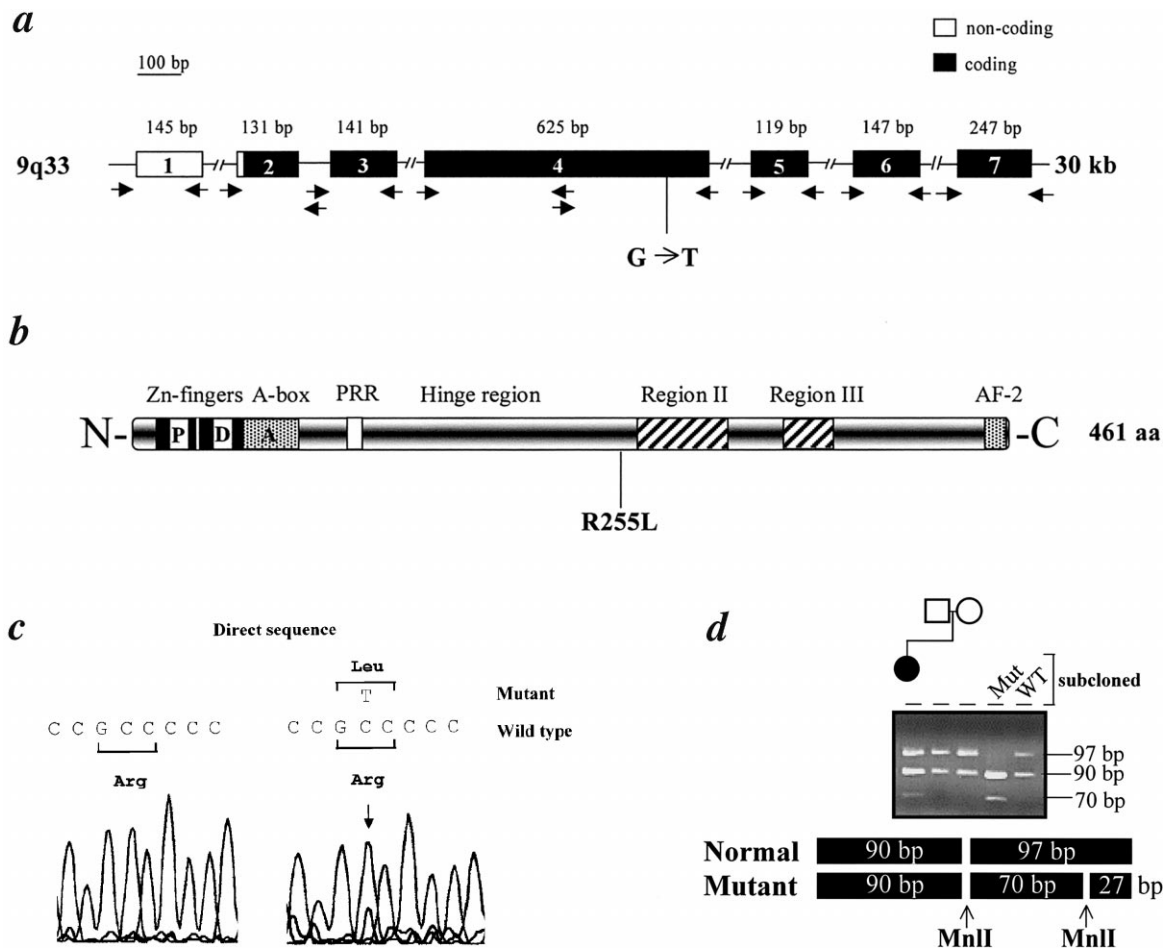 a
non-coding
coding
100 bp
145 bp 131 bp 141 bp 625 bp 119 bp 147 bp 247 bp
9q33 1 2 3 4 5 6 7 30 kb
G → T
b
Zn-fingers A-box PRR Hinge region Region II Region III AF-2
N- P D A -C 461 aa
R255L
c
Direct sequence
Leu
T Mutant
C C G C C C C C C C G C C C C C Wild type
Arg Arg
d
Mut WT subcloned
97 bp
90 bp
70 bp
Normal 90 bp 97 bp
Mutant 90 bp 70 bp 27 bp
MnlI MnlI